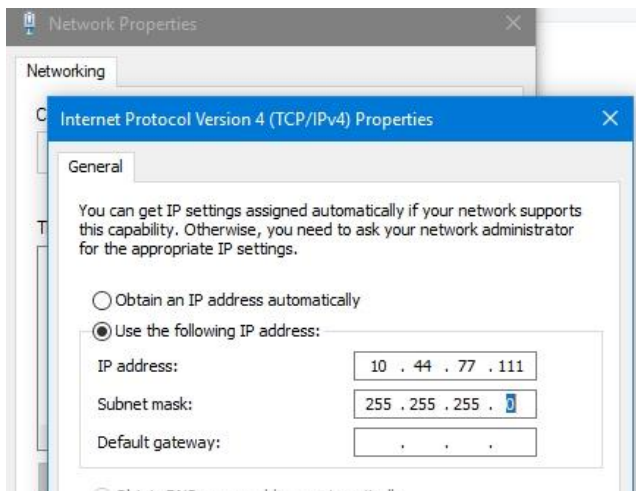 Network Properties
Networking
C
Internet Protocol Version 4 (TCP/IPv4) Properties
General
T
You can get IP settings assigned automatically if your network supports
this capability. Otherwise, you need to ask your network administrator
for the appropriate IP settings.
Obtain an IP address automatically
Use the following IP address:
IP address: 10 . 44 . 77 . 111
Subnet mask: 255 . 255 . 255 . 0
Default gateway: . . .